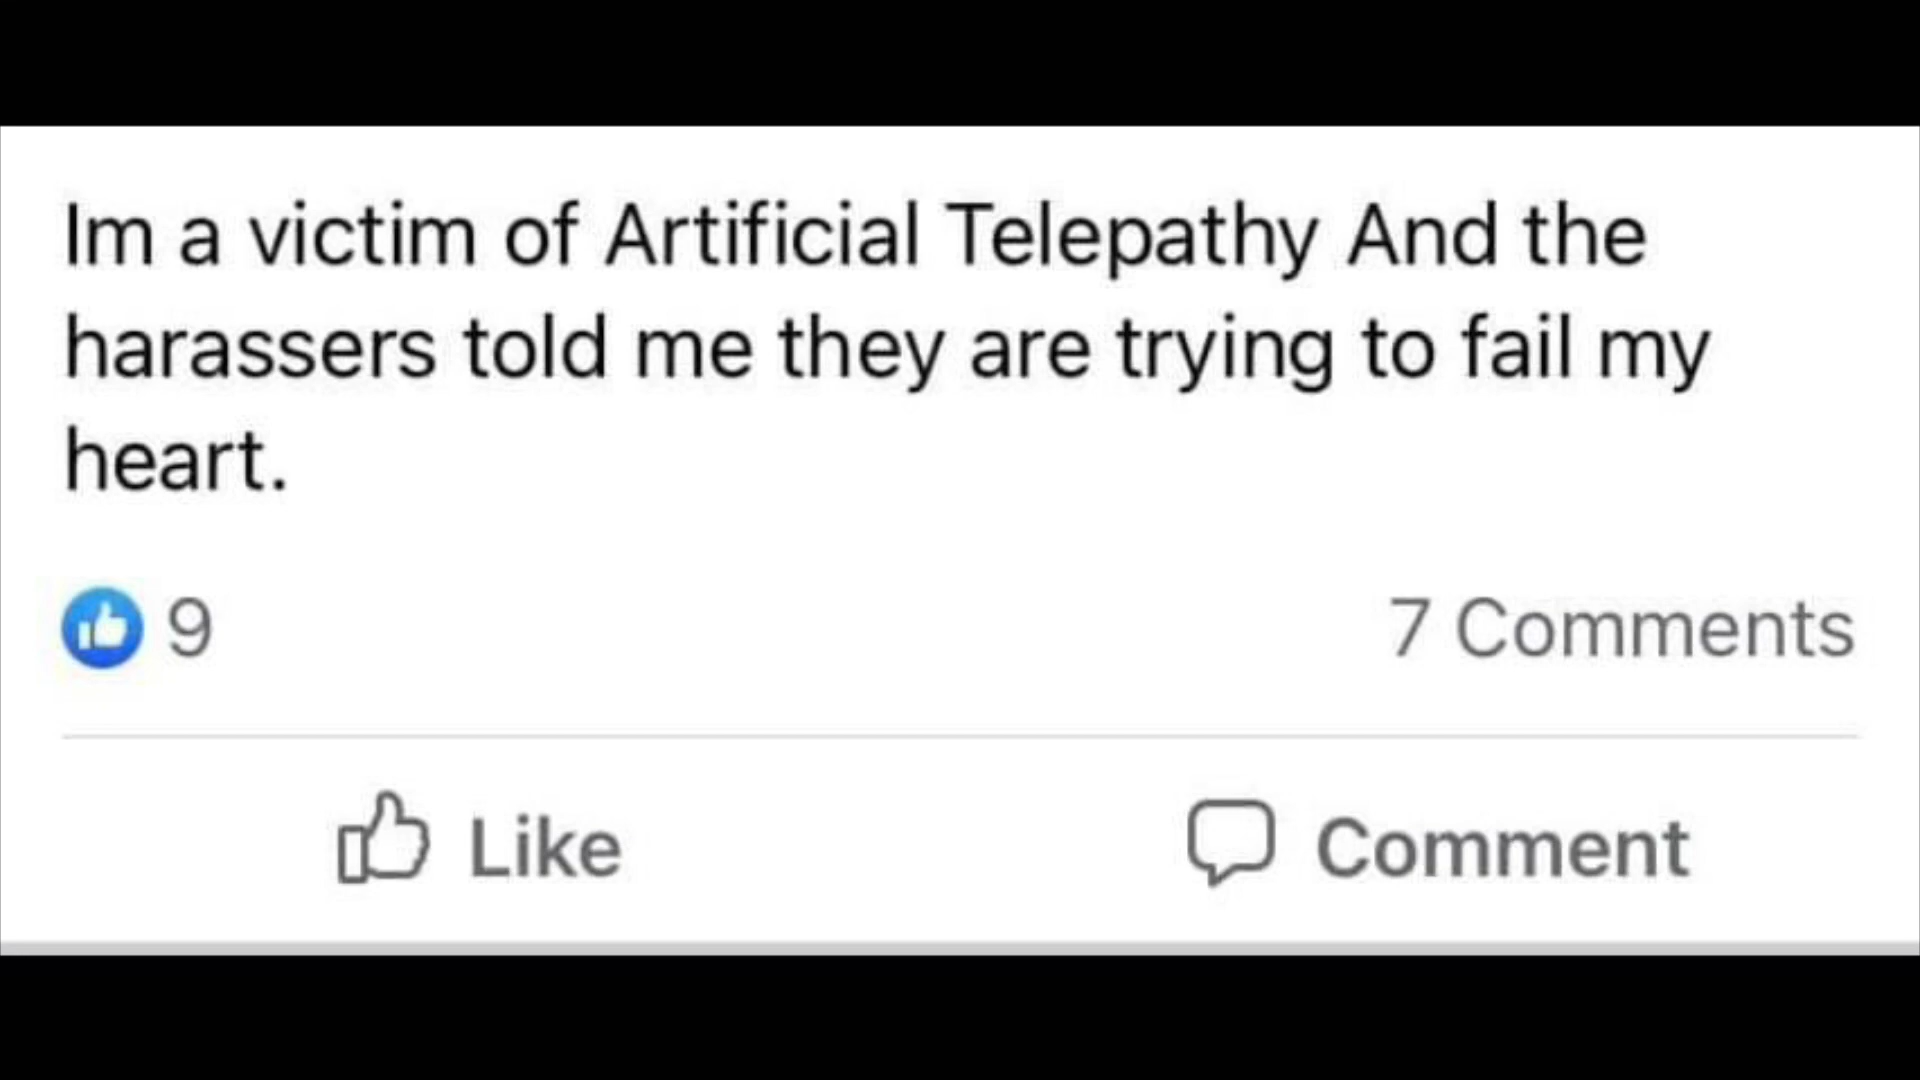 Im a victim of Artificial Telepathy And the
harassers told me they are trying to fail my
heart.
9
7 Comments
Like
Comment